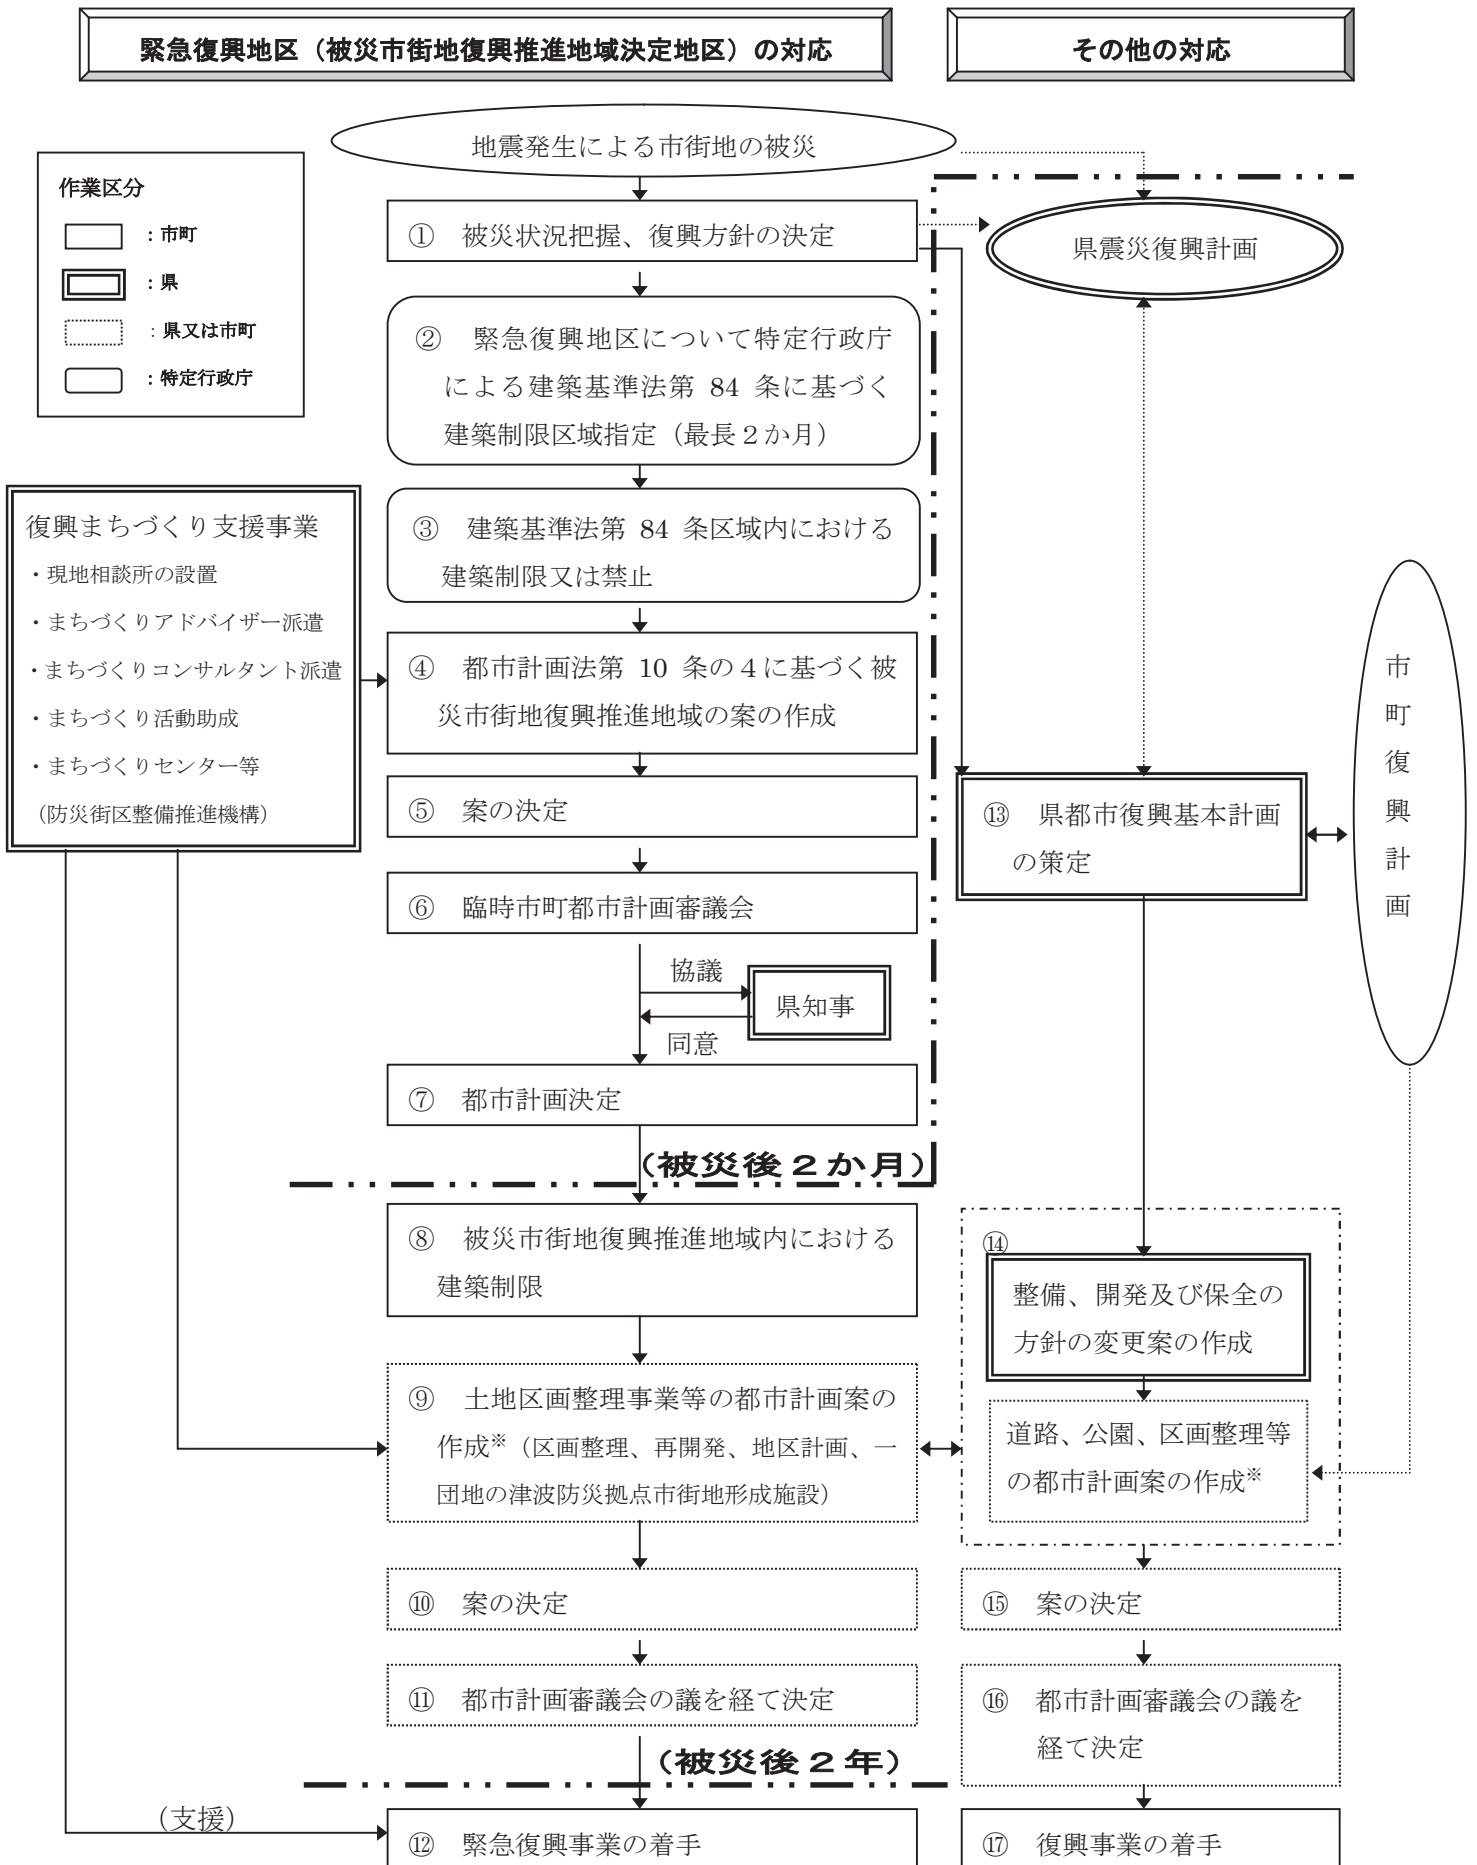 緊急復興地区（被災市街地復興推進地域決定地区）の対応
その他の対応
地震発生による市街地の被災
作業区分
：市町
：県
：県又は市町
：特定行政庁
① 被災状況把握、復興方針の決定
県震災復興計画
② 緊急復興地区について特定行政庁
による建築基準法第 84 条に基づく
建築制限区域指定（最長２か月）
③ 建築基準法第 84 条区域内における
建築制限又は禁止
復興まちづくり支援事業
・現地相談所の設置
・まちづくりアドバイザー派遣
・まちづくりコンサルタント派遣
・まちづくり活動助成
・まちづくりセンター等
（防災街区整備推進機構）
④ 都市計画法第 10 条の４に基づく被
災市街地復興推進地域の案の作成
⑤ 案の決定
⑥ 臨時市町都市計画審議会
協議
県知事
同意
⑦ 都市計画決定
（被災後２か月）
⑬ 県都市復興基本計画
の策定
市町復興計画
⑧ 被災市街地復興推進地域内における
建築制限
⑨ 土地区画整理事業等の都市計画案の
作成※（区画整理、再開発、地区計画、一
団地の津波防災拠点市街地形成施設）
⑭
整備、開発及び保全の
方針の変更案の作成
道路、公園、区画整理等
の都市計画案の作成※
⑩ 案の決定
⑮ 案の決定
⑪ 都市計画審議会の議を経て決定
⑯ 都市計画審議会の議を
経て決定
（被災後２年）
（支援）
⑫ 緊急復興事業の着手
⑰ 復興事業の着手